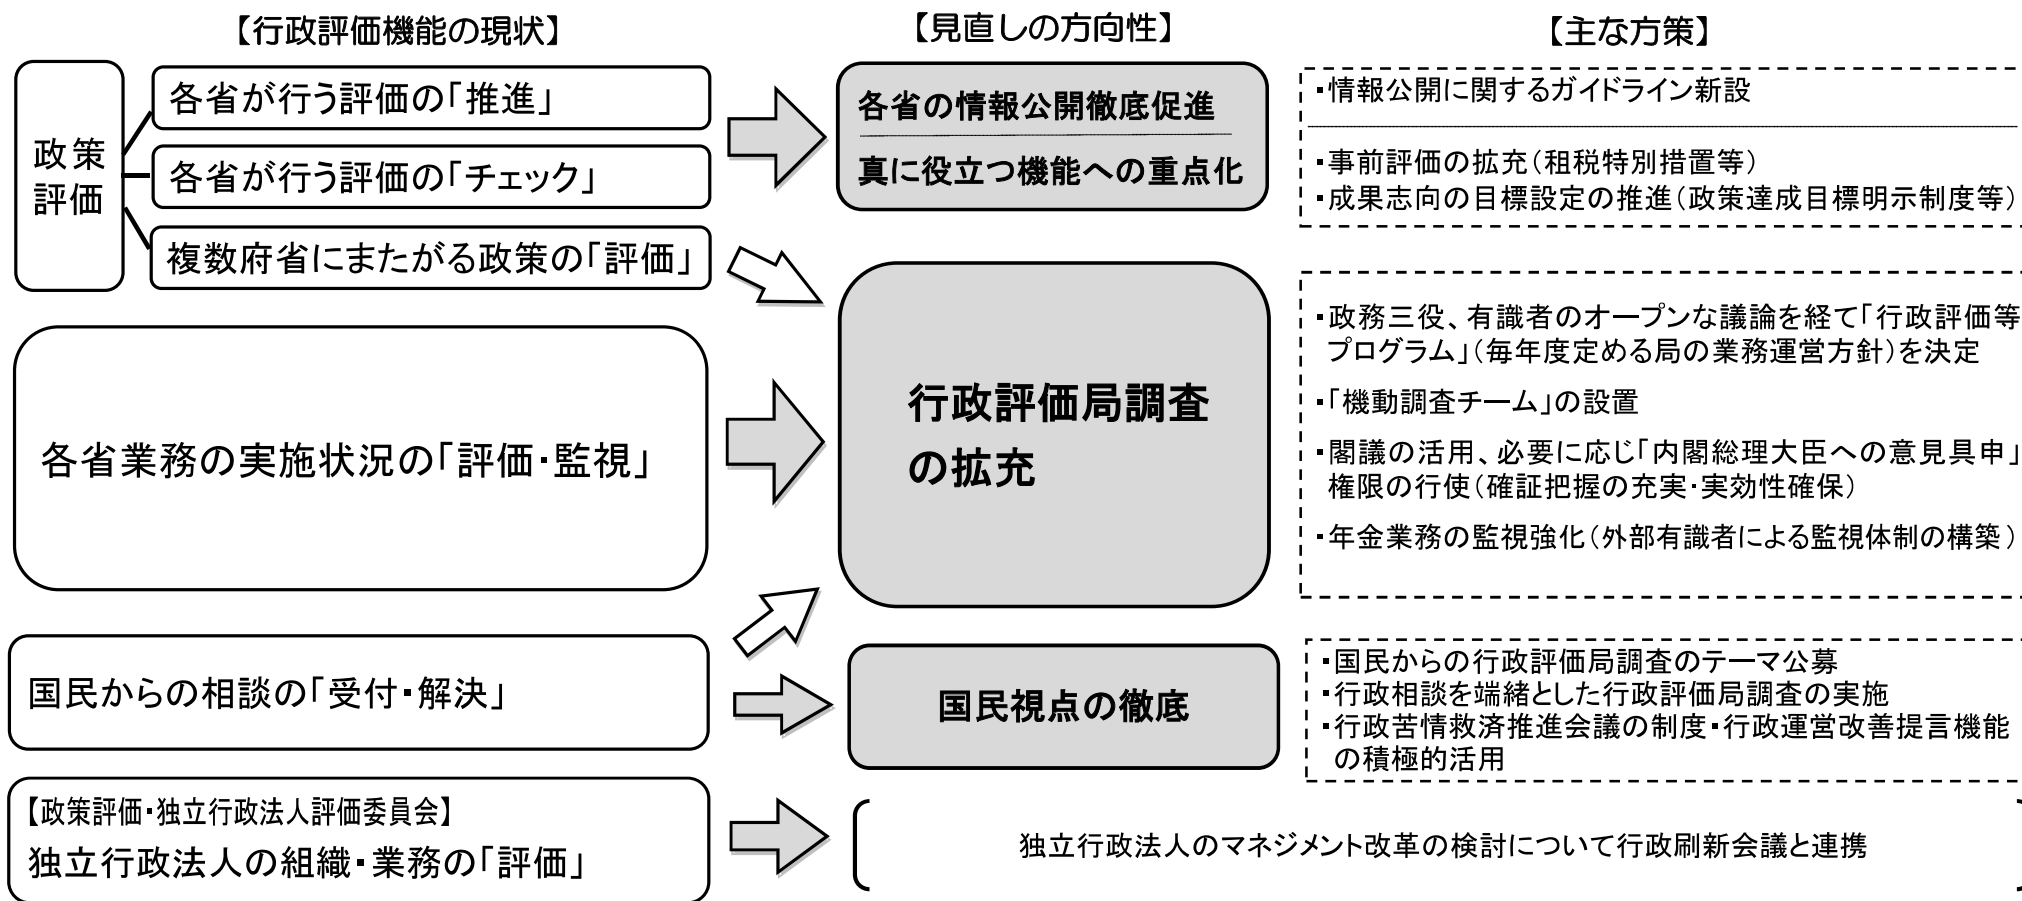 【行政評価機能の現状】
政策
評価
各省が行う評価の「推進」
各省が行う評価の「チェック」
複数府省にまたがる政策の「評価」
各省業務の実施状況の「評価・監視」
国民からの相談の「受付・解決」
【政策評価・独立行政法人評価委員会】
独立行政法人の組織・業務の「評価」
【見直しの方向性】
各省の情報公開徹底促進
真に役立つ機能への重点化
行政評価局調査
の拡充
国民視点の徹底
【主な方策】
・情報公開に関するガイドライン新設
・事前評価の拡充(租税特別措置等)
・成果志向の目標設定の推進(政策達成目標明示制度等)
・政務三役、有識者のオープンな議論を経て「行政評価等
プログラム」(毎年度定める局の業務運営方針)を決定
・「機動調査チーム」の設置
・閣議の活用、必要に応じ「内閣総理大臣への意見具申」
権限の行使(確証把握の充実・実効性確保)
・年金業務の監視強化(外部有識者による監視体制の構築)
・国民からの行政評価局調査のテーマ公募
・行政相談を端緒とした行政評価局調査の実施
・行政苦情救済推進会議の制度・行政運営改善提言機能
の積極的活用
独立行政法人のマネジメント改革の検討について行政刷新会議と連携